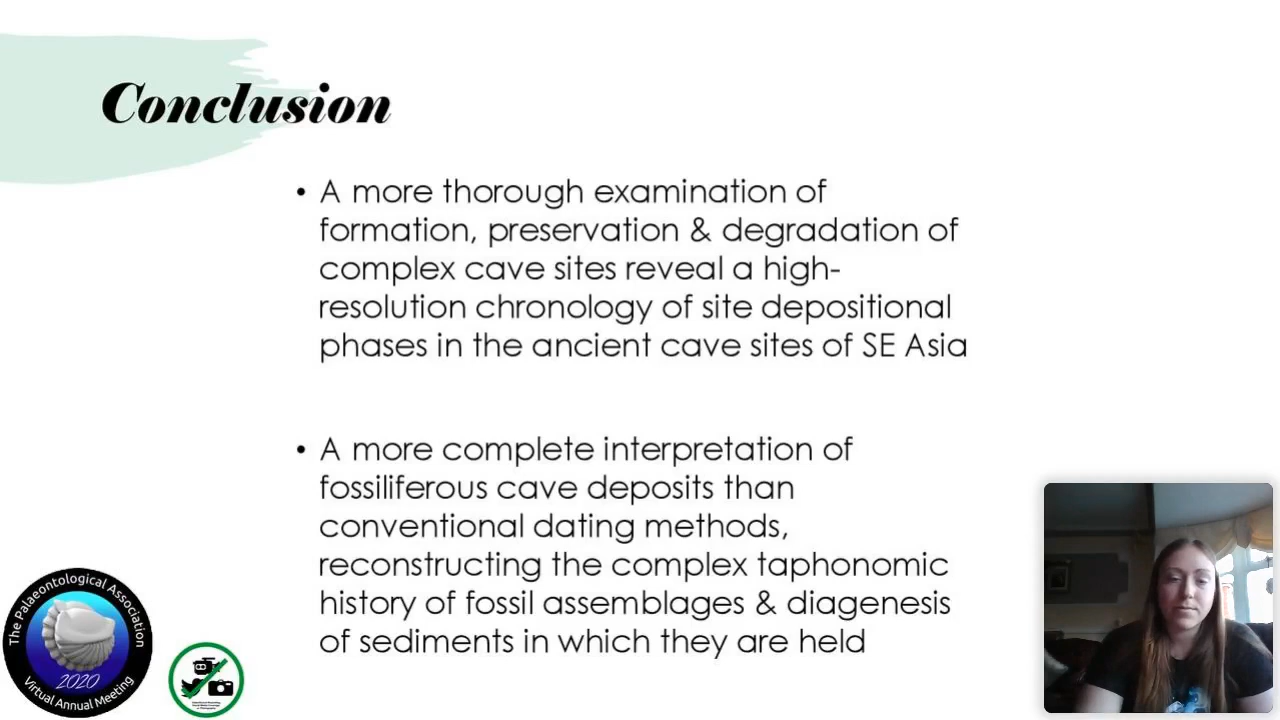 Conclusion
• A more thorough examination of
formation, preservation & degradation of
complex cave sites reveal a high-
resolution chronology of site depositional
phases in the ancient cave sites of SE Asia
• A more complete interpretation of
fossiliferous cave deposits than
conventional dating methods,
reconstructing the complex taphonomic
history of fossil assemblages & diagenesis
of sediments in which they are held
The Palaeontological Association
2020
Virtual Annual Meeting